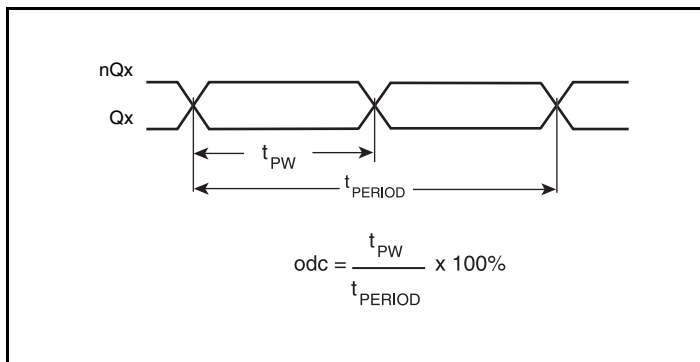 nQx
Qx
tPW
tPERIOD
odc = tPW / tPERIOD x 100%